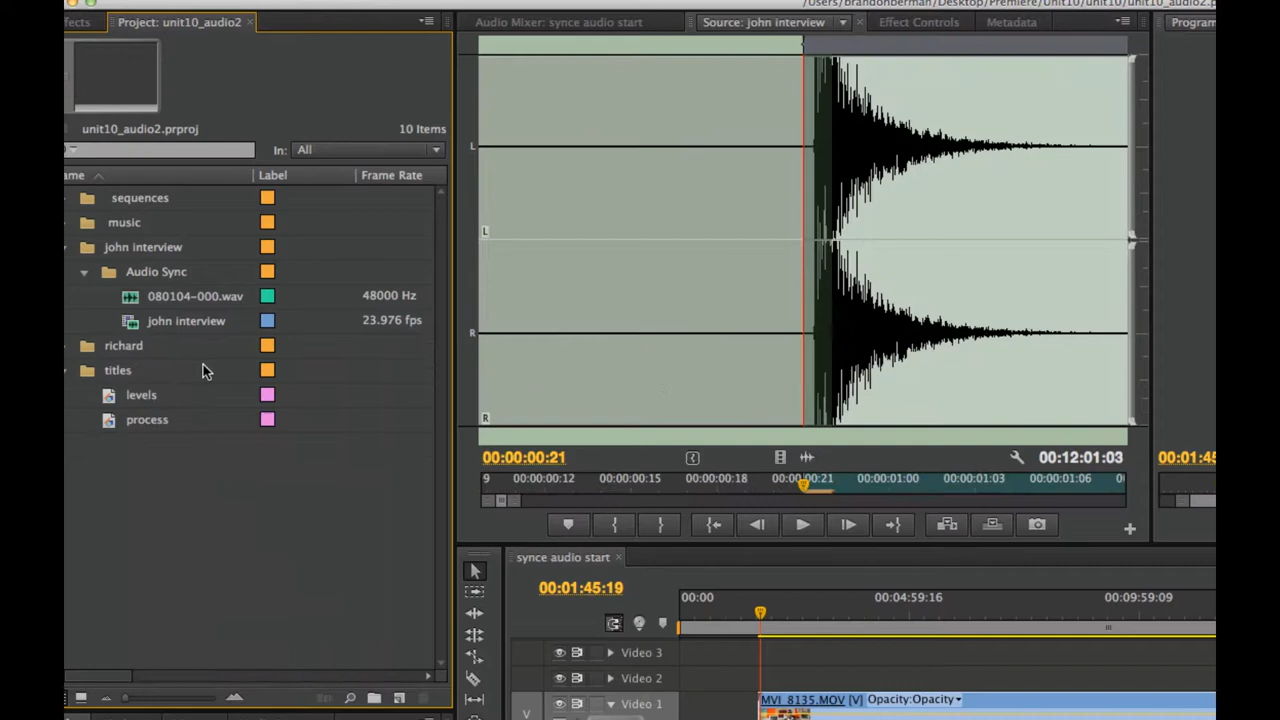 /Users/brandonberman/Desktop/Premiere/Unit10/unit10/unit10_audio2.p
ffects
Project: unit10_audio2
unit10_audio2.prproj
10 Items
In: All
ame Label Frame Rate
sequences
music
john interview
Audio Sync
080104-000.wav 48000 Hz
john interview 23.976 fps
richard
titles
levels
process
Audio Mixer: synce audio start
Source: john interview
Effect Controls
Metadata
Program
L
L
R
R
00:00:00:21
00:12:01:03
00:01:45
9 00:00:00:12 00:00:00:15 00:00:00:18 00:00:00:21 00:00:01:00 00:00:01:03 00:00:01:06 0
synce audio start
00:01:45:19
00:00 00:04:59:16 00:09:59:09
Video 3
Video 2
V Video 1
MVI_8135.MOV [V] Opacity:Opacity